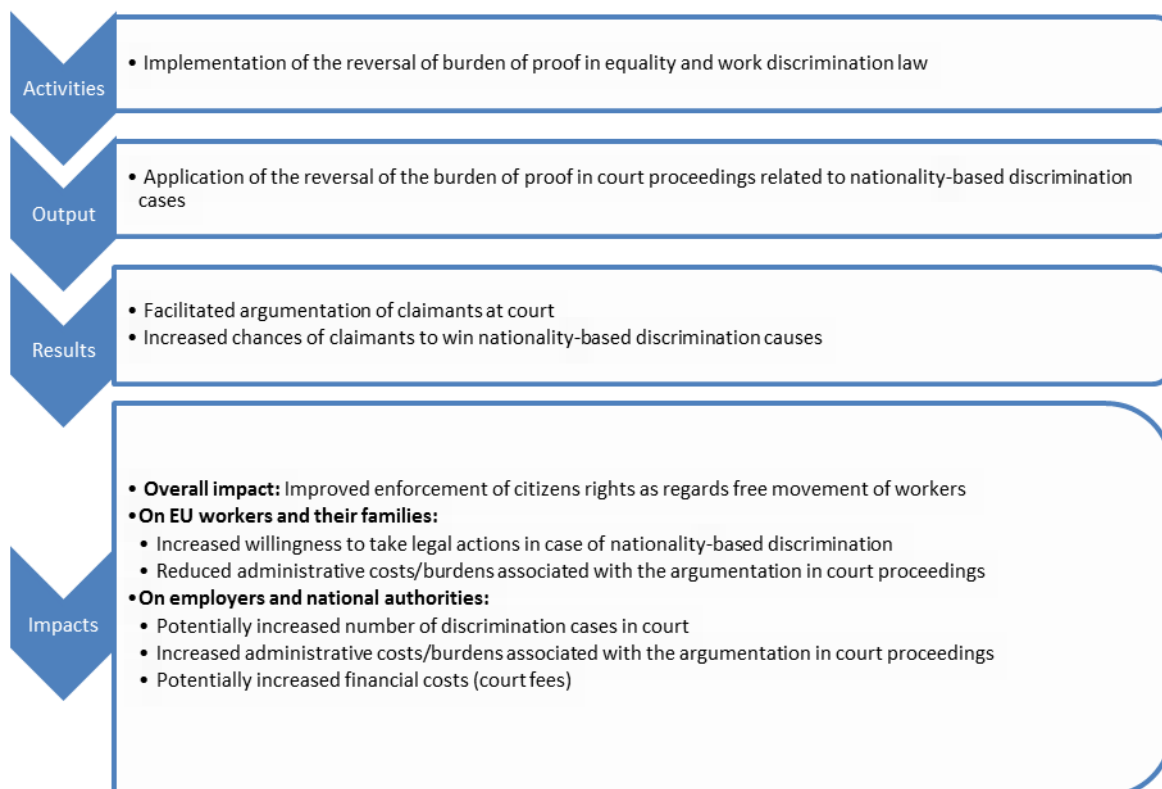 Activities
• Implementation of the reversal of burden of proof in equality and work discrimination law
Output
• Application of the reversal of the burden of proof in court proceedings related to nationality-based discrimination
cases
Results
• Facilitated argumentation of claimants at court
• Increased chances of claimants to win nationality-based discrimination causes
Impacts
• Overall impact: Improved enforcement of citizens rights as regards free movement of workers
•On EU workers and their families:
• Increased willingness to take legal actions in case of nationality-based discrimination
• Reduced administrative costs/burdens associated with the argumentation in court proceedings
•On employers and national authorities:
• Potentially increased number of discrimination cases in court
• Increased administrative costs/burdens associated with the argumentation in court proceedings
• Potentially increased financial costs (court fees)